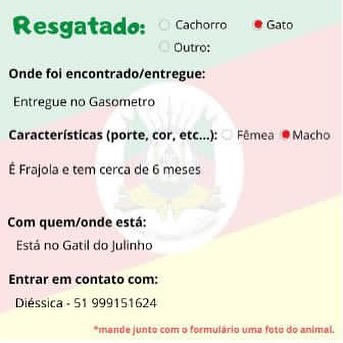 Resgatado: Cachorro Gato
Outro:
Onde foi encontrado/entregue:
Entregue no Gasometro
Características (porte, cor, etc...): Fêmea Macho
É Frajola e tem cerca de 6 meses
Com quem/onde está:
Está no Gatil do Julinho
Entrar em contato com:
Diéssica - 51 999151624
*mande junto com o formulário uma foto do animal.